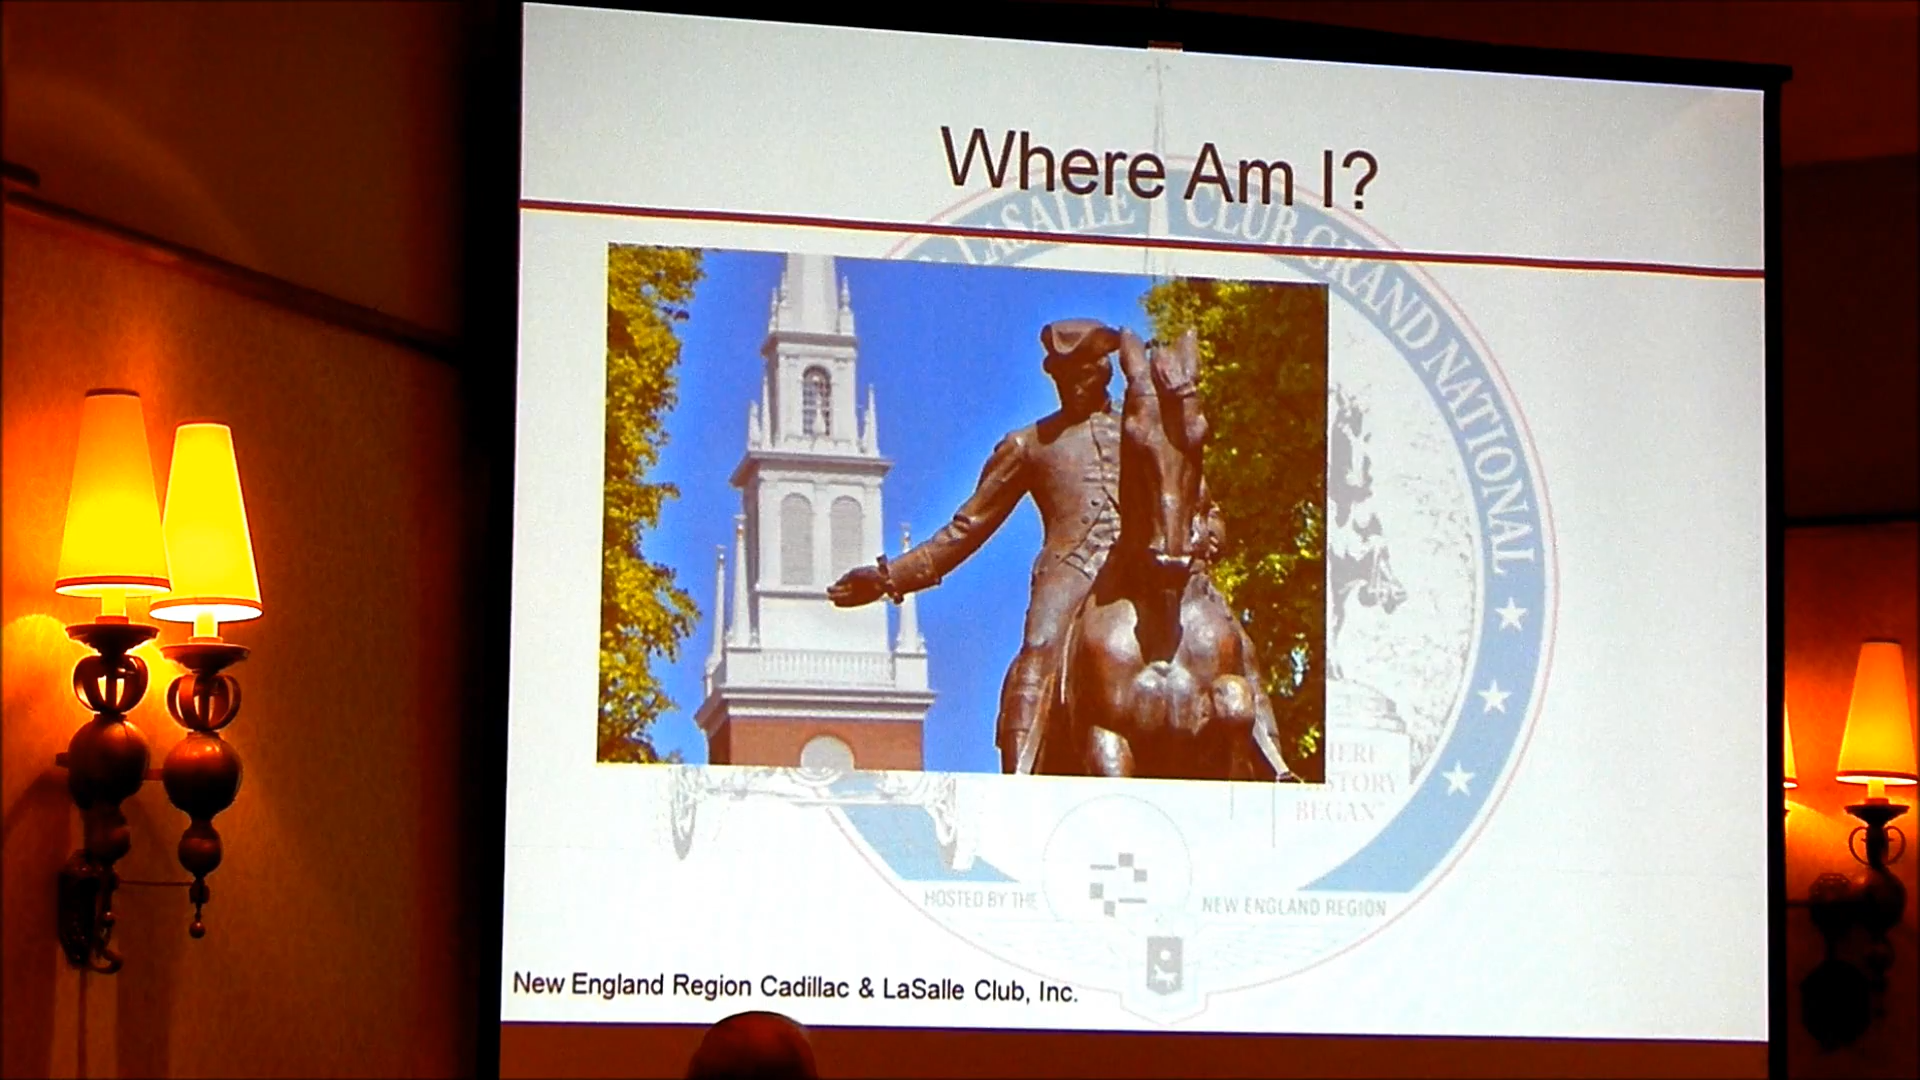 Where Am I?
LASALLE CLUB GRAND NATIONAL
HISTORY
BEGAN"
HOSTED BY THE NEW ENGLAND REGION
New England Region Cadillac & LaSalle Club, Inc.